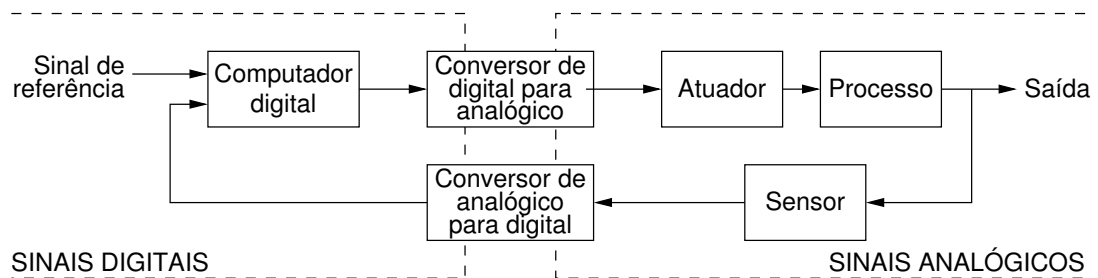 Sinal de
referência
Computador
digital
Conversor de
digital para
analógico
Atuador
Processo
Saída
Conversor de
analógico
para digital
Sensor
SINAIS DIGITAIS
SINAIS ANALÓGICOS